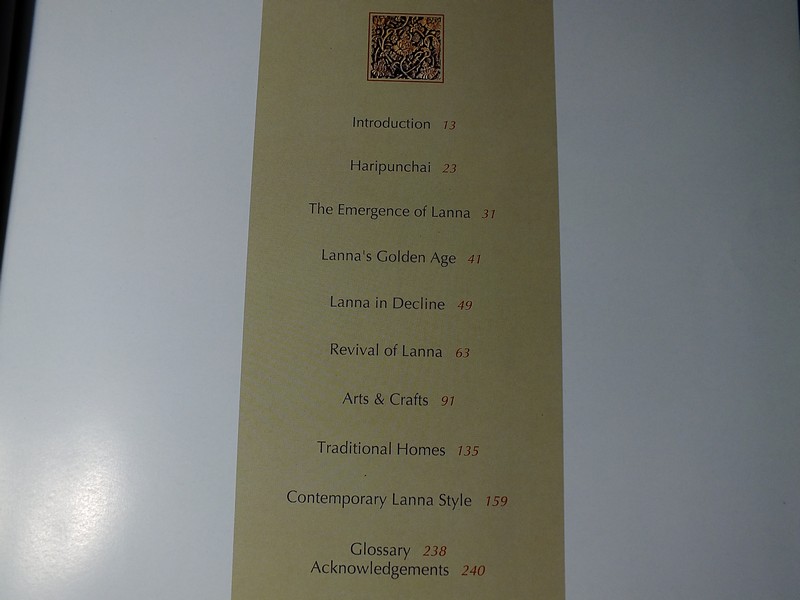 Introduction 13
Haripunchai 23
The Emergence of Lanna 31
Lanna's Golden Age 41
Lanna in Decline 49
Revival of Lanna 63
Arts & Crafts 91
Traditional Homes 135
Contemporary Lanna Style 159
Glossary 238
Acknowledgements 240